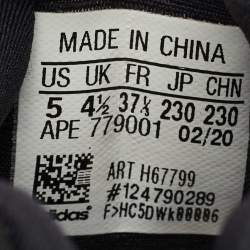 MADE IN CHINA
US UK FR JP CHN
5 4½ 37⅓ 230 230
APE 779001 02/20
ART H67799
#124790289
adidas F>HC5DWk00006